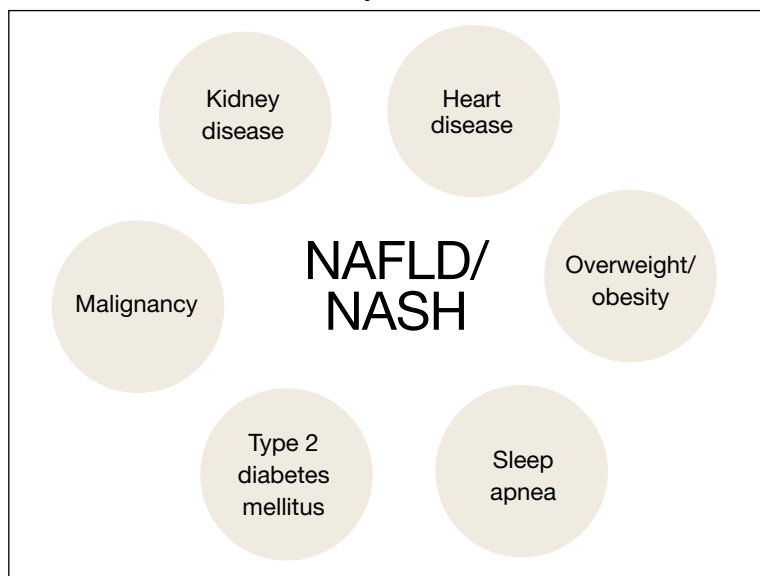 Kidney
disease
Heart
disease
NAFLD/
NASH
Overweight/
obesity
Malignancy
Type 2
diabetes
mellitus
Sleep
apnea